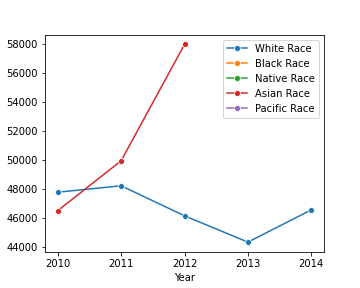 58000
56000
54000
52000
50000
48000
46000
44000
White Race
Black Race
Native Race
Asian Race
Pacific Race
2010 2011 2012 2013 2014
Year